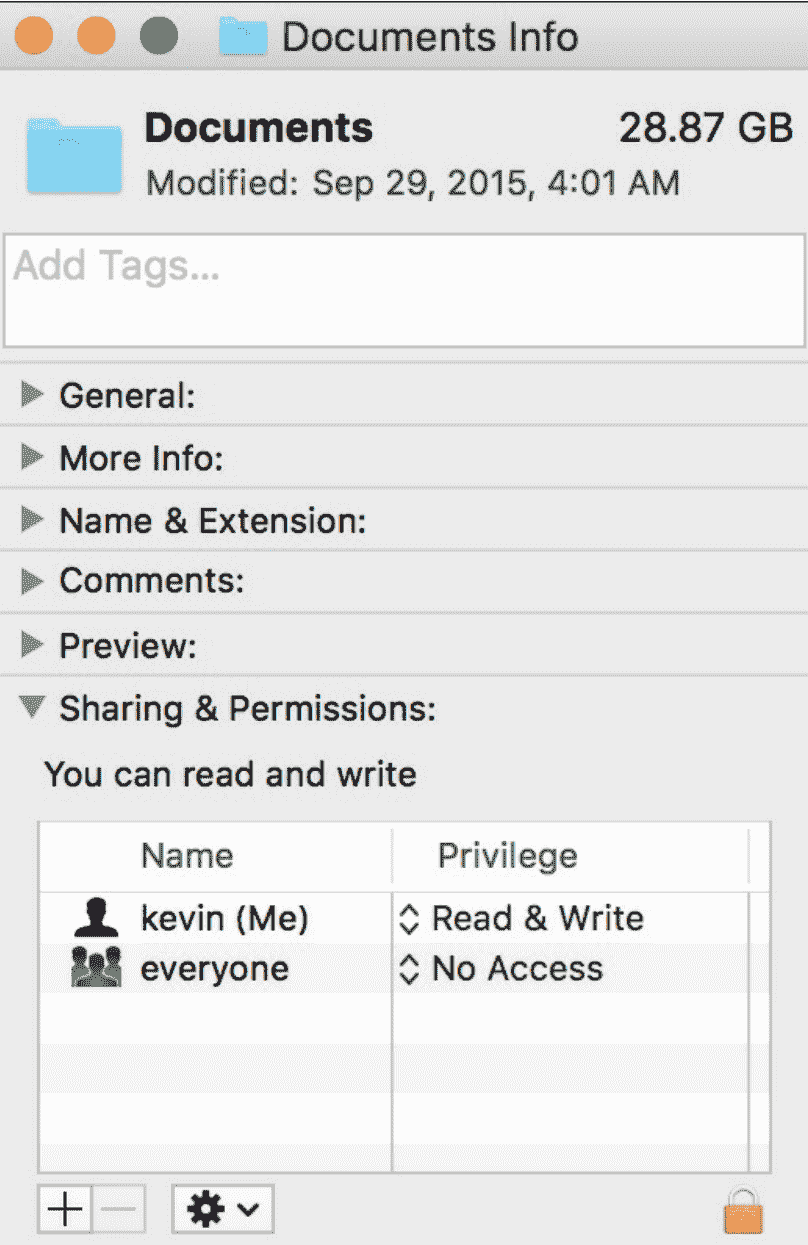 Documents Info
Documents 28.87 GB
Modified: Sep 29, 2015, 4:01 AM
Add Tags...
General:
More Info:
Name & Extension:
Comments:
Preview:
Sharing & Permissions:
You can read and write
Name Privilege
kevin (Me) Read & Write
everyone No Access